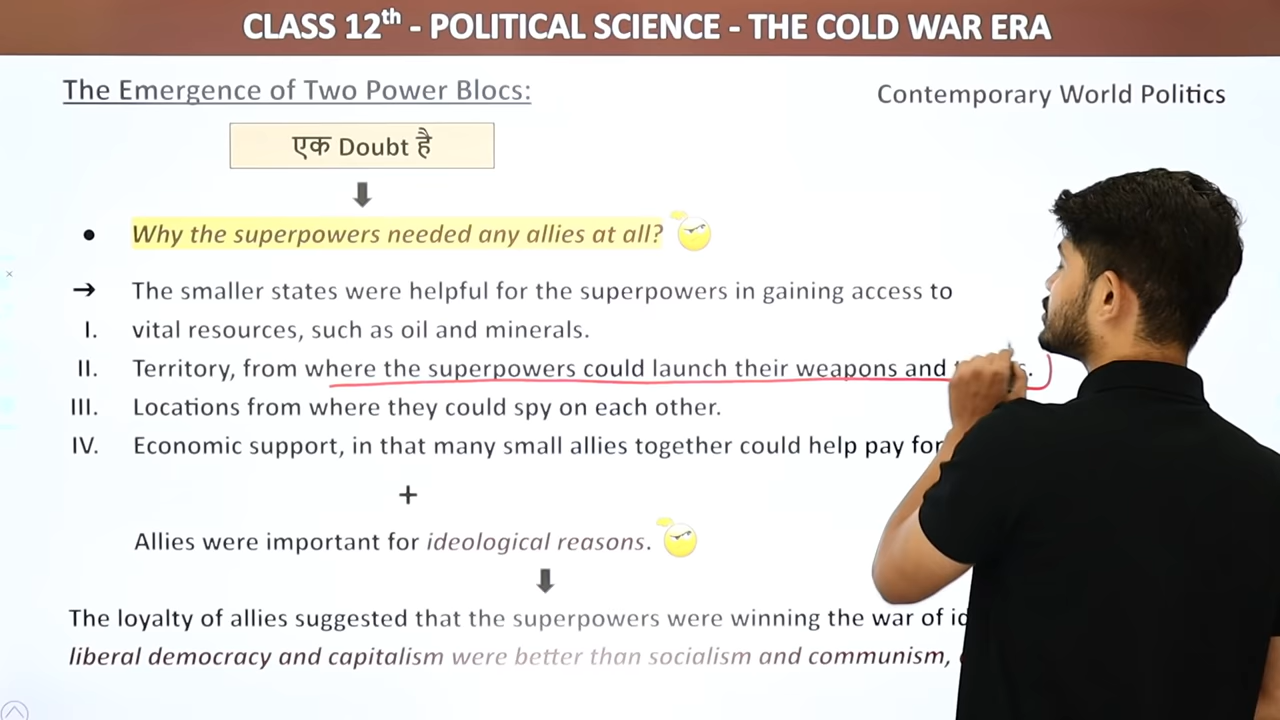 CLASS 12th - POLITICAL SCIENCE - THE COLD WAR ERA
The Emergence of Two Power Blocs:
Contemporary World Politics
एक Doubt है
• Why the superpowers needed any allies at all?
→ The smaller states were helpful for the superpowers in gaining access to
I. vital resources, such as oil and minerals.
II. Territory, from where the superpowers could launch their weapons and
III. Locations from where they could spy on each other.
IV. Economic support, in that many small allies together could help pay for
+
Allies were important for ideological reasons.
The loyalty of allies suggested that the superpowers were winning the war of
liberal democracy and capitalism were better than socialism and communism,